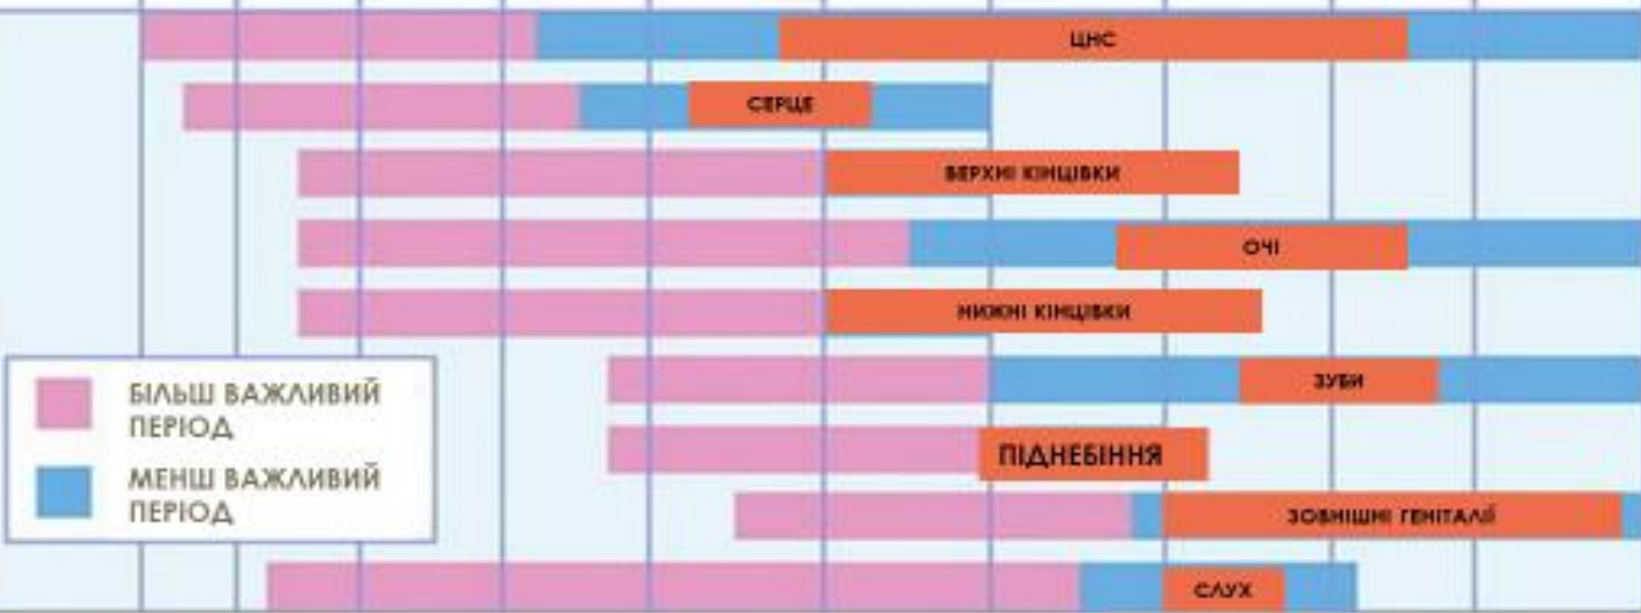 ЦНС
СЕРЦЕ
ВЕРХНІ КІНЦІВКИ
ОЧІ
НИЖНІ КІНЦІВКИ
ЗУБИ
ПІДНЕБІННЯ
ЗОВНІШНІ ГЕНІТАЛІЇ
СЛУХ
БІЛЬШ ВАЖЛИВИЙ
ПЕРІОД
МЕНШ ВАЖЛИВИЙ
ПЕРІОД